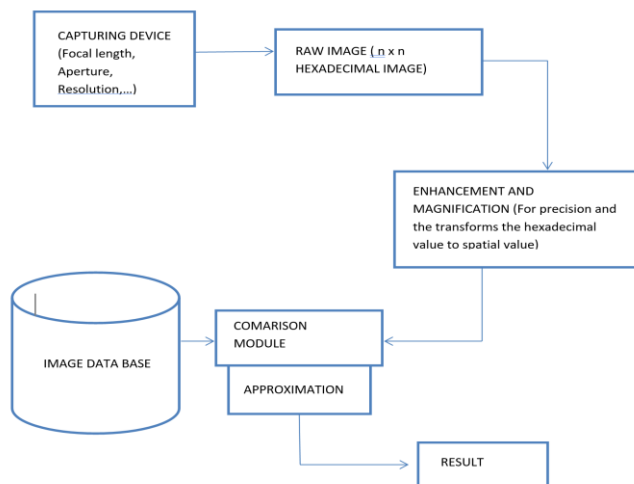 CAPTURING DEVICE
(Focal length,
Aperture,
Resolution,...)
RAW IMAGE ( n x n
HEXADECIMAL IMAGE)
ENHANCEMENT AND
MAGNIFICATION (For precision and
the transforms the hexadecimal
value to spatial value)
IMAGE DATA BASE
COMARISON
MODULE
APPROXIMATION
RESULT